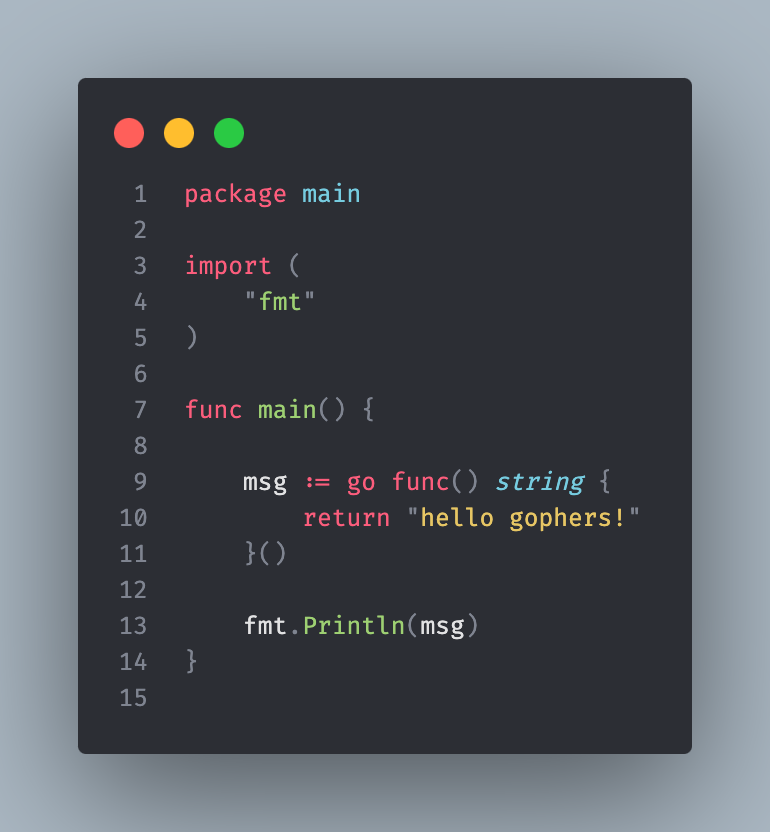 1 package main
2
3 import (
4     "fmt"
5 )
6
7 func main() {
8
9     msg := go func() string {
10         return "hello gophers!"
11     }()
12
13     fmt.Println(msg)
14 }
15